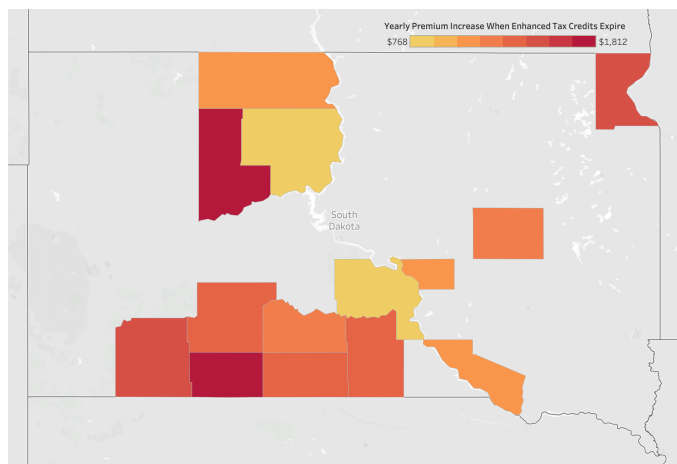 Yearly Premium Increase When Enhanced Tax Credits Expire
$768 $1,812
South
Dakota